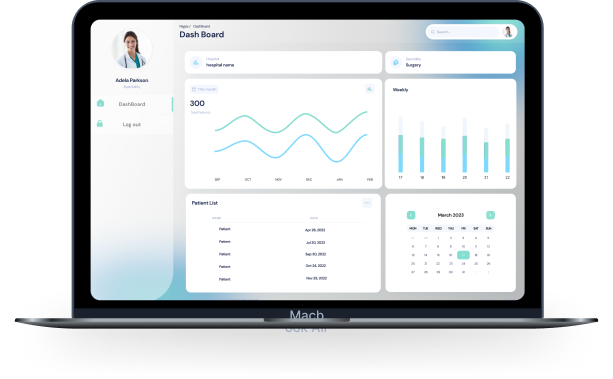 Pages / DashBoard
Dash Board
Search...
Adela Parkson
Specialty
DashBoard
Log out
Hospital
hospital name
Specialty
Surgery
This month
300
Total Patients
SEP OCT NOV DEC JAN FEB
Weekly
17 18 19 20 21 22
Patient List
NAME DATE
Patient Apr 26, 2022
Patient Jul 20, 2022
Patient Sep 30, 2022
Patient Oct 24, 2022
Patient Nov 29, 2022
March 2023
MON TUE WED THU FRI SAT SUN
1 2 3 4 5
6 7 8 9 10 11 12
13 14 15 16 17 18 19
20 21 22 23 24 25 26
27 28 29 30 31
Macb